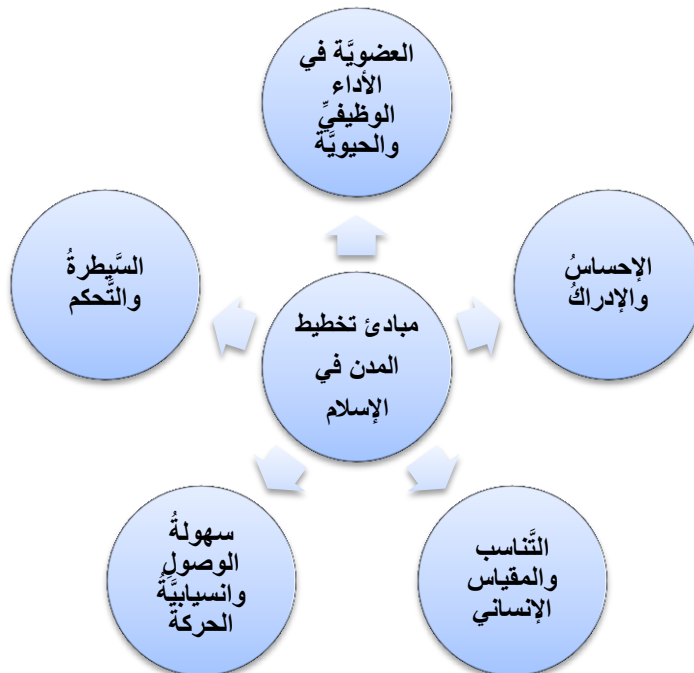 العضويَّة في
الأداء
الوظيفيِّ
والحيويَّة
الإحساسُ
والإدراكُ
السَّيطرةُ
والتَّحكم
مبادئ تخطيط
المدن في
الإسلام
التَّناسب
والمقياس
الإنساني
سهولةُ
الوصولِ
وانسيابيَّةُ
الحركة